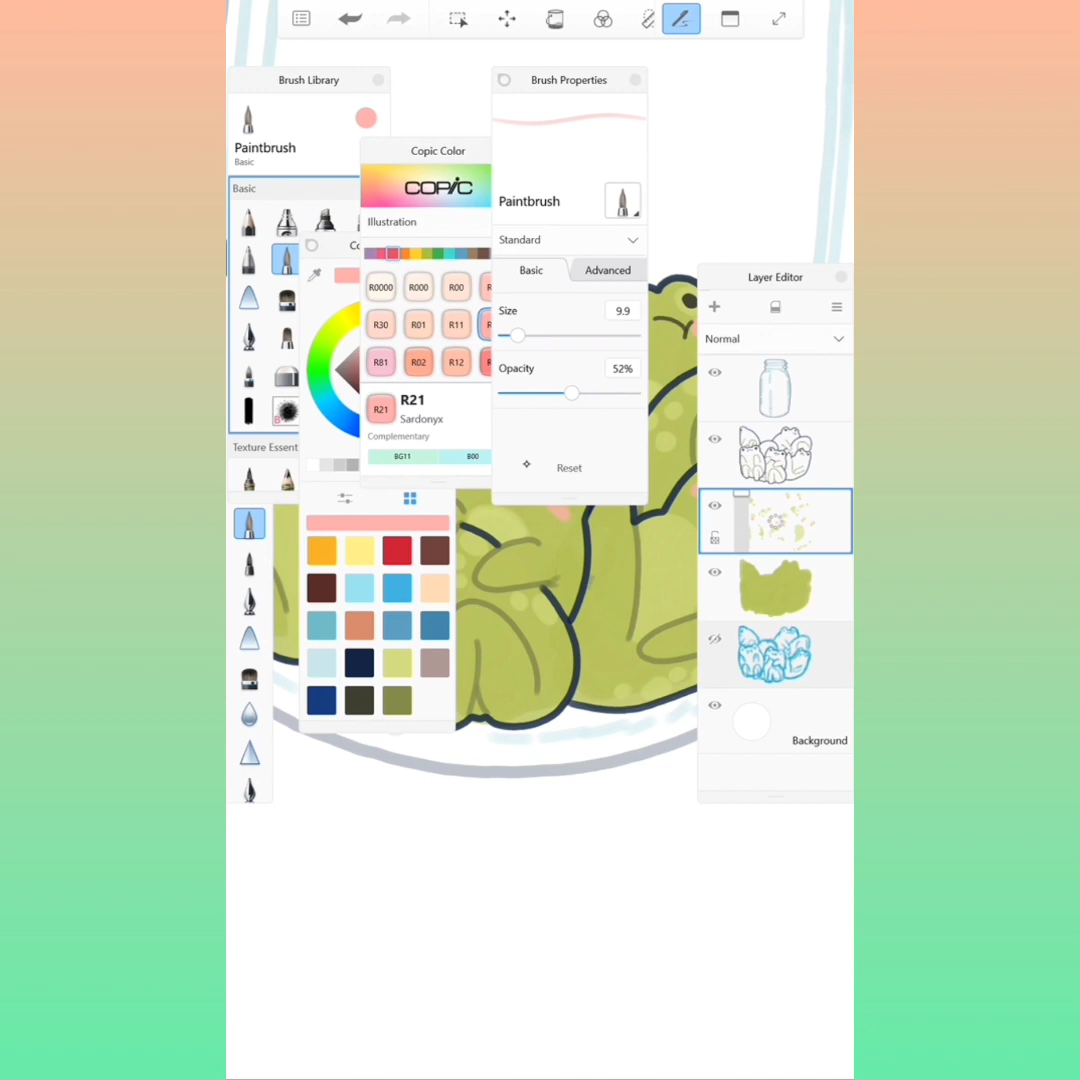 Brush Library
Paintbrush
Basic
Basic
Texture Essent
Co
Copic Color
COPIC
Illustration
R0000 R000 R00 R
R30 R01 R11 R
R81 R02 R12 R
R21 R21
Sardonyx
Complementary
BG11 B00
Brush Properties
Paintbrush
Standard
Basic Advanced
Size 9.9
Opacity 52%
Reset
Layer Editor
Normal
Background